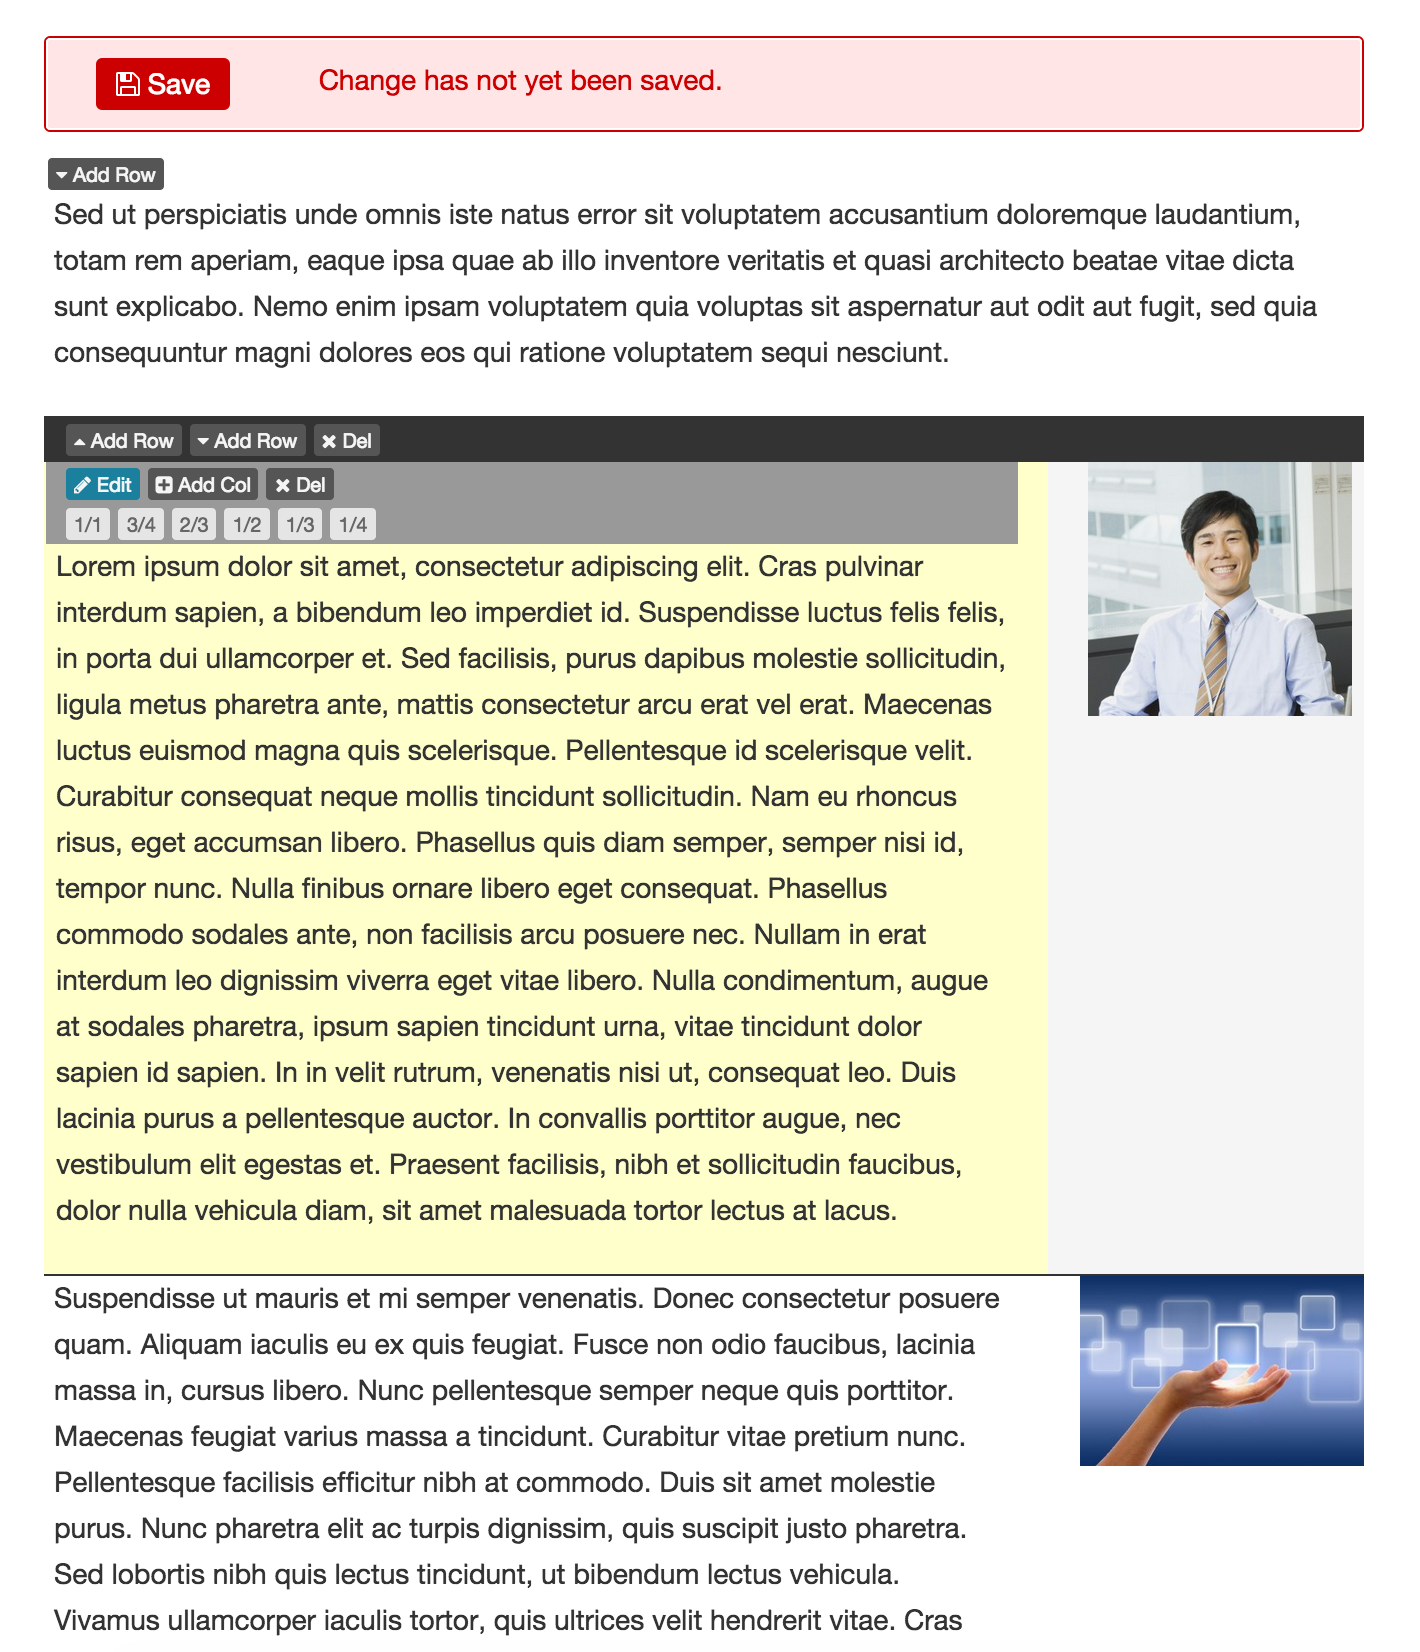 Save Change has not yet been saved.
Add Row
Sed ut perspiciatis unde omnis iste natus error sit voluptatem accusantium doloremque laudantium,
totam rem aperiam, eaque ipsa quae ab illo inventore veritatis et quasi architecto beatae vitae dicta
sunt explicabo. Nemo enim ipsam voluptatem quia voluptas sit aspernatur aut odit aut fugit, sed quia
consequuntur magni dolores eos qui ratione voluptatem sequi nesciunt.
Add Row Add Row Del
Edit Add Col Del
1/1 3/4 2/3 1/2 1/3 1/4
Lorem ipsum dolor sit amet, consectetur adipiscing elit. Cras pulvinar
interdum sapien, a bibendum leo imperdiet id. Suspendisse luctus felis felis,
in porta dui ullamcorper et. Sed facilisis, purus dapibus molestie sollicitudin,
ligula metus pharetra ante, mattis consectetur arcu erat vel erat. Maecenas
luctus euismod magna quis scelerisque. Pellentesque id scelerisque velit.
Curabitur consequat neque mollis tincidunt sollicitudin. Nam eu rhoncus
risus, eget accumsan libero. Phasellus quis diam semper, semper nisi id,
tempor nunc. Nulla finibus ornare libero eget consequat. Phasellus
commodo sodales ante, non facilisis arcu posuere nec. Nullam in erat
interdum leo dignissim viverra eget vitae libero. Nulla condimentum, augue
at sodales pharetra, ipsum sapien tincidunt urna, vitae tincidunt dolor
sapien id sapien. In in velit rutrum, venenatis nisi ut, consequat leo. Duis
lacinia purus a pellentesque auctor. In convallis porttitor augue, nec
vestibulum elit egestas et. Praesent facilisis, nibh et sollicitudin faucibus,
dolor nulla vehicula diam, sit amet malesuada tortor lectus at lacus.
Suspendisse ut mauris et mi semper venenatis. Donec consectetur posuere
quam. Aliquam iaculis eu ex quis feugiat. Fusce non odio faucibus, lacinia
massa in, cursus libero. Nunc pellentesque semper neque quis porttitor.
Maecenas feugiat varius massa a tincidunt. Curabitur vitae pretium nunc.
Pellentesque facilisis efficitur nibh at commodo. Duis sit amet molestie
purus. Nunc pharetra elit ac turpis dignissim, quis suscipit justo pharetra.
Sed lobortis nibh quis lectus tincidunt, ut bibendum lectus vehicula.
Vivamus ullamcorper iaculis tortor, quis ultrices velit hendrerit vitae. Cras